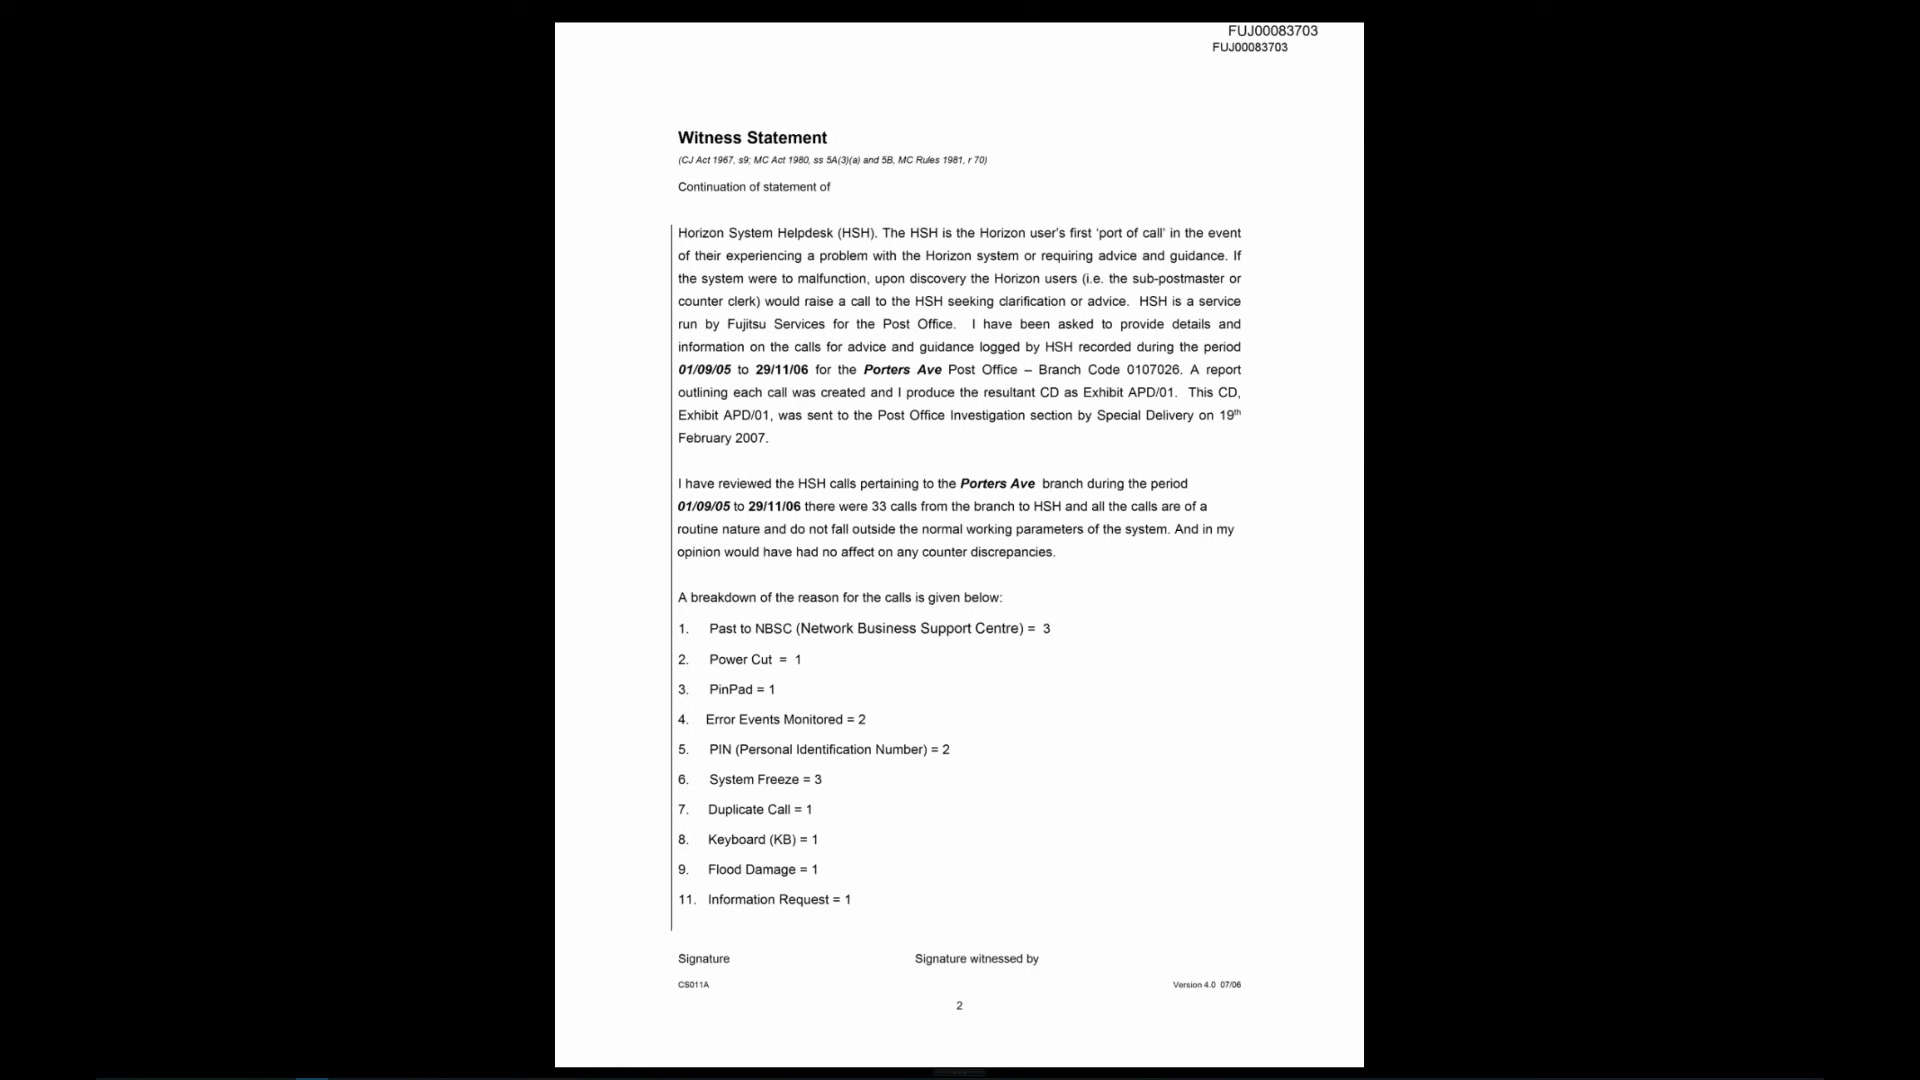 FUJ00083703
FUJ00083703
Witness Statement
(CJ Act 1967, s9; MC Act 1980, ss 5A(3)(a) and 5B, MC Rules 1981, r 70)
Continuation of statement of
Horizon System Helpdesk (HSH). The HSH is the Horizon user's first 'port of call' in the event
of their experiencing a problem with the Horizon system or requiring advice and guidance. If
the system were to malfunction, upon discovery the Horizon users (i.e. the sub-postmaster or
counter clerk) would raise a call to the HSH seeking clarification or advice. HSH is a service
run by Fujitsu Services for the Post Office. I have been asked to provide details and
information on the calls for advice and guidance logged by HSH recorded during the period
01/09/05 to 29/11/06 for the Porters Ave Post Office – Branch Code 0107026. A report
outlining each call was created and I produce the resultant CD as Exhibit APD/01. This CD,
Exhibit APD/01, was sent to the Post Office Investigation section by Special Delivery on 19th
February 2007.
I have reviewed the HSH calls pertaining to the Porters Ave branch during the period
01/09/05 to 29/11/06 there were 33 calls from the branch to HSH and all the calls are of a
routine nature and do not fall outside the normal working parameters of the system. And in my
opinion would have had no affect on any counter discrepancies.
A breakdown of the reason for the calls is given below:
1. Past to NBSC (Network Business Support Centre) = 3
2. Power Cut = 1
3. PinPad = 1
4. Error Events Monitored = 2
5. PIN (Personal Identification Number) = 2
6. System Freeze = 3
7. Duplicate Call = 1
8. Keyboard (KB) = 1
9. Flood Damage = 1
11. Information Request = 1
Signature Signature witnessed by
CS011A Version 4.0 07/06
2